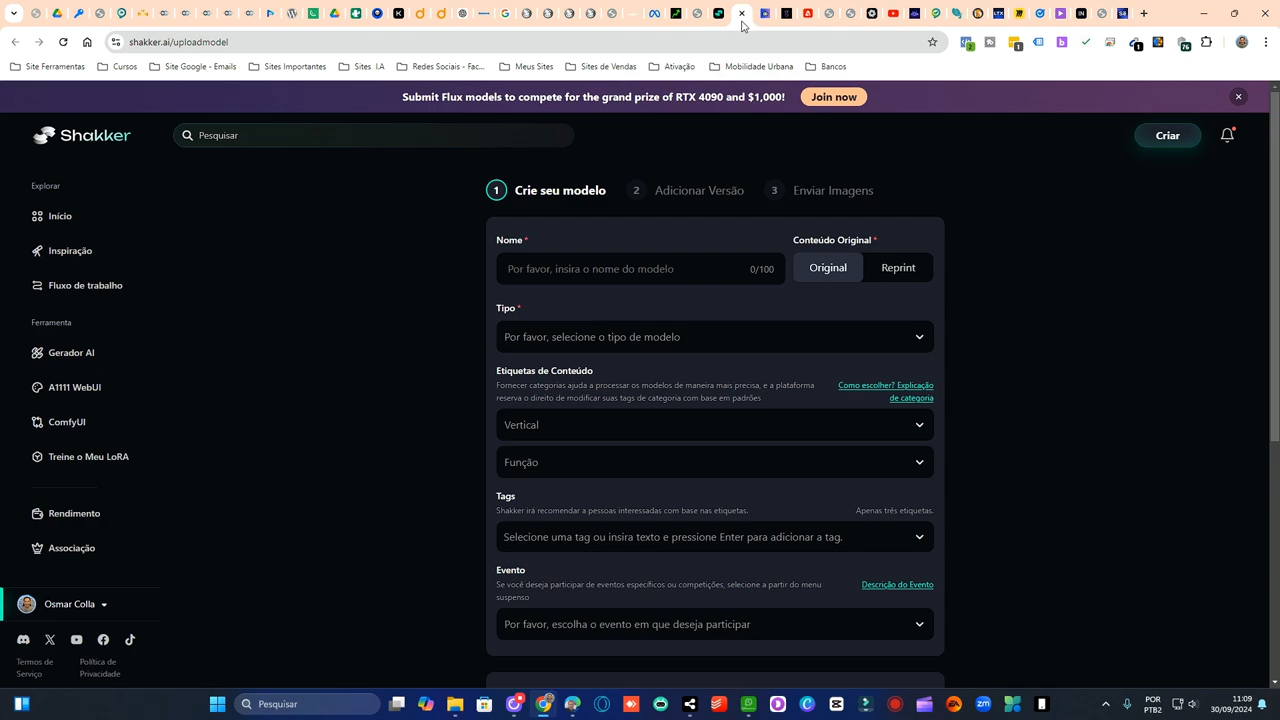 shakker.ai/uploadmodel
2
1
1
76
Site Ferramentas
Cursos
Site Google - Emails
Sites Importantes
Sites I.A
Redes Sociais - Fac...
Meus Sites
Sites de Vendas
Ativação
Mobilidade Urbana
Bancos
Submit Flux models to compete for the grand prize of RTX 4090 and $1,000!
Join now
Shakker
Pesquisar
Criar
Explorar
Início
Inspiração
Fluxo de trabalho
Ferramenta
Gerador AI
A1111 WebUI
ComfyUI
Treine o Meu LoRA
Rendimento
Associação
Osmar Colla
Termos de Serviço
Política de Privacidade
1 Crie seu modelo
2 Adicionar Versão
3 Enviar Imagens
Nome *
Conteúdo Original *
Por favor, insira o nome do modelo
0/100
Original
Reprint
Tipo *
Por favor, selecione o tipo de modelo
Etiquetas de Conteúdo
Fornecer categorias ajuda a processar os modelos de maneira mais precisa, e a plataforma
reserva o direito de modificar suas tags de categoria com base em padrões
Como escolher? Explicação
de categoria
Vertical
Função
Tags
Shakker irá recomendar a pessoas interessadas com base nas etiquetas.
Apenas três etiquetas.
Selecione uma tag ou insira texto e pressione Enter para adicionar a tag.
Evento
Se você deseja participar de eventos específicos ou competições, selecione a partir do menu
suspenso
Descrição do Evento
Por favor, escolha o evento em que deseja participar
Pesquisar
POR
PTB2
11:09
30/09/2024